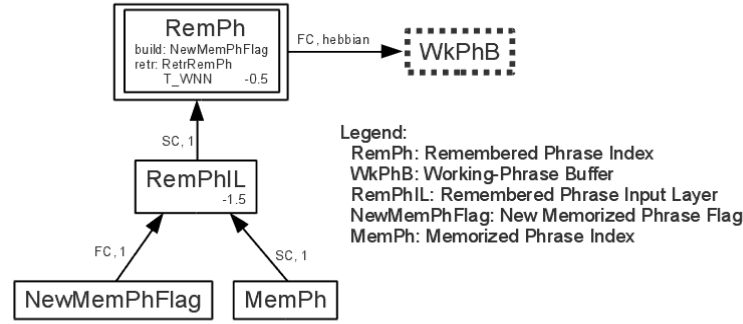 RemPh
build: NewMemPhFlag
retr: RetrRemPh
T_WNN -0.5
FC, hebbian
WkPhB
SC, 1
RemPhIL
-1.5
FC, 1
SC, 1
NewMemPhFlag
MemPh
Legend:
RemPh: Remembered Phrase Index
WkPhB: Working-Phrase Buffer
RemPhIL: Remembered Phrase Input Layer
NewMemPhFlag: New Memorized Phrase Flag
MemPh: Memorized Phrase Index